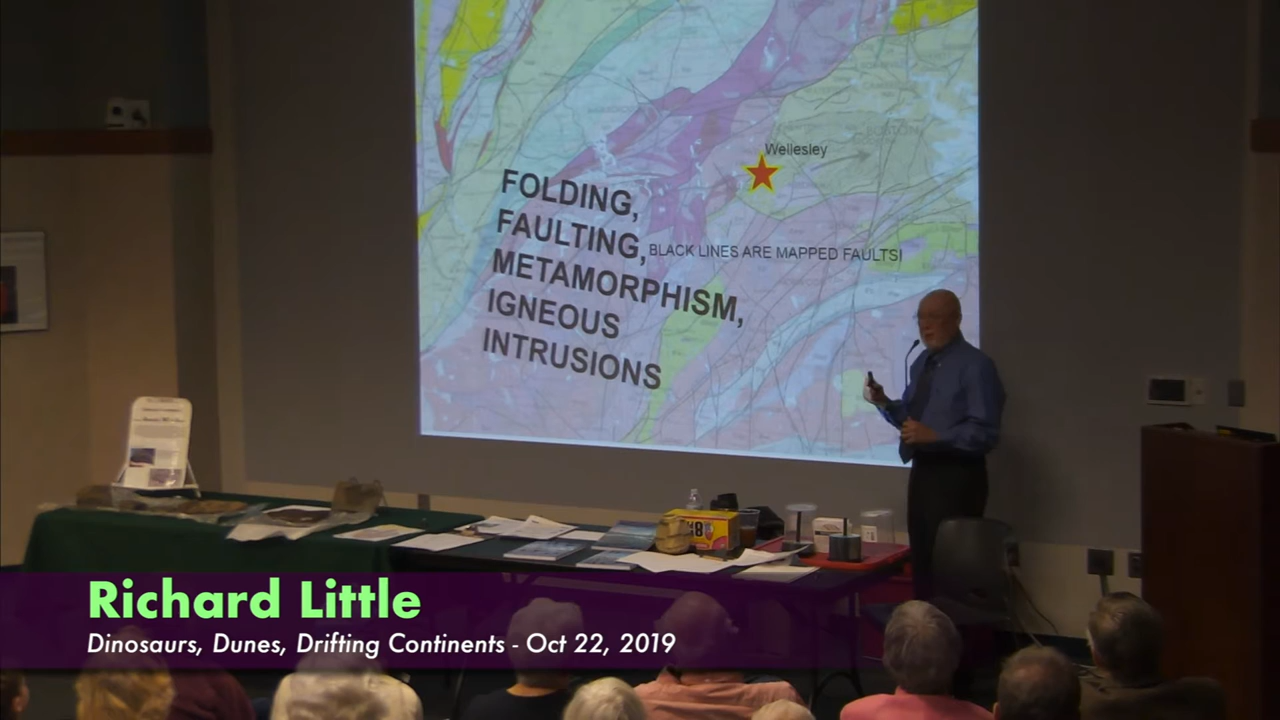 Wellesley
BOSTON
FOLDING,
FAULTING,
BLACK LINES ARE MAPPED FAULTS!
METAMORPHISM,
IGNEOUS
INTRUSIONS
Richard Little
Dinosaurs, Dunes, Drifting Continents - Oct 22, 2019